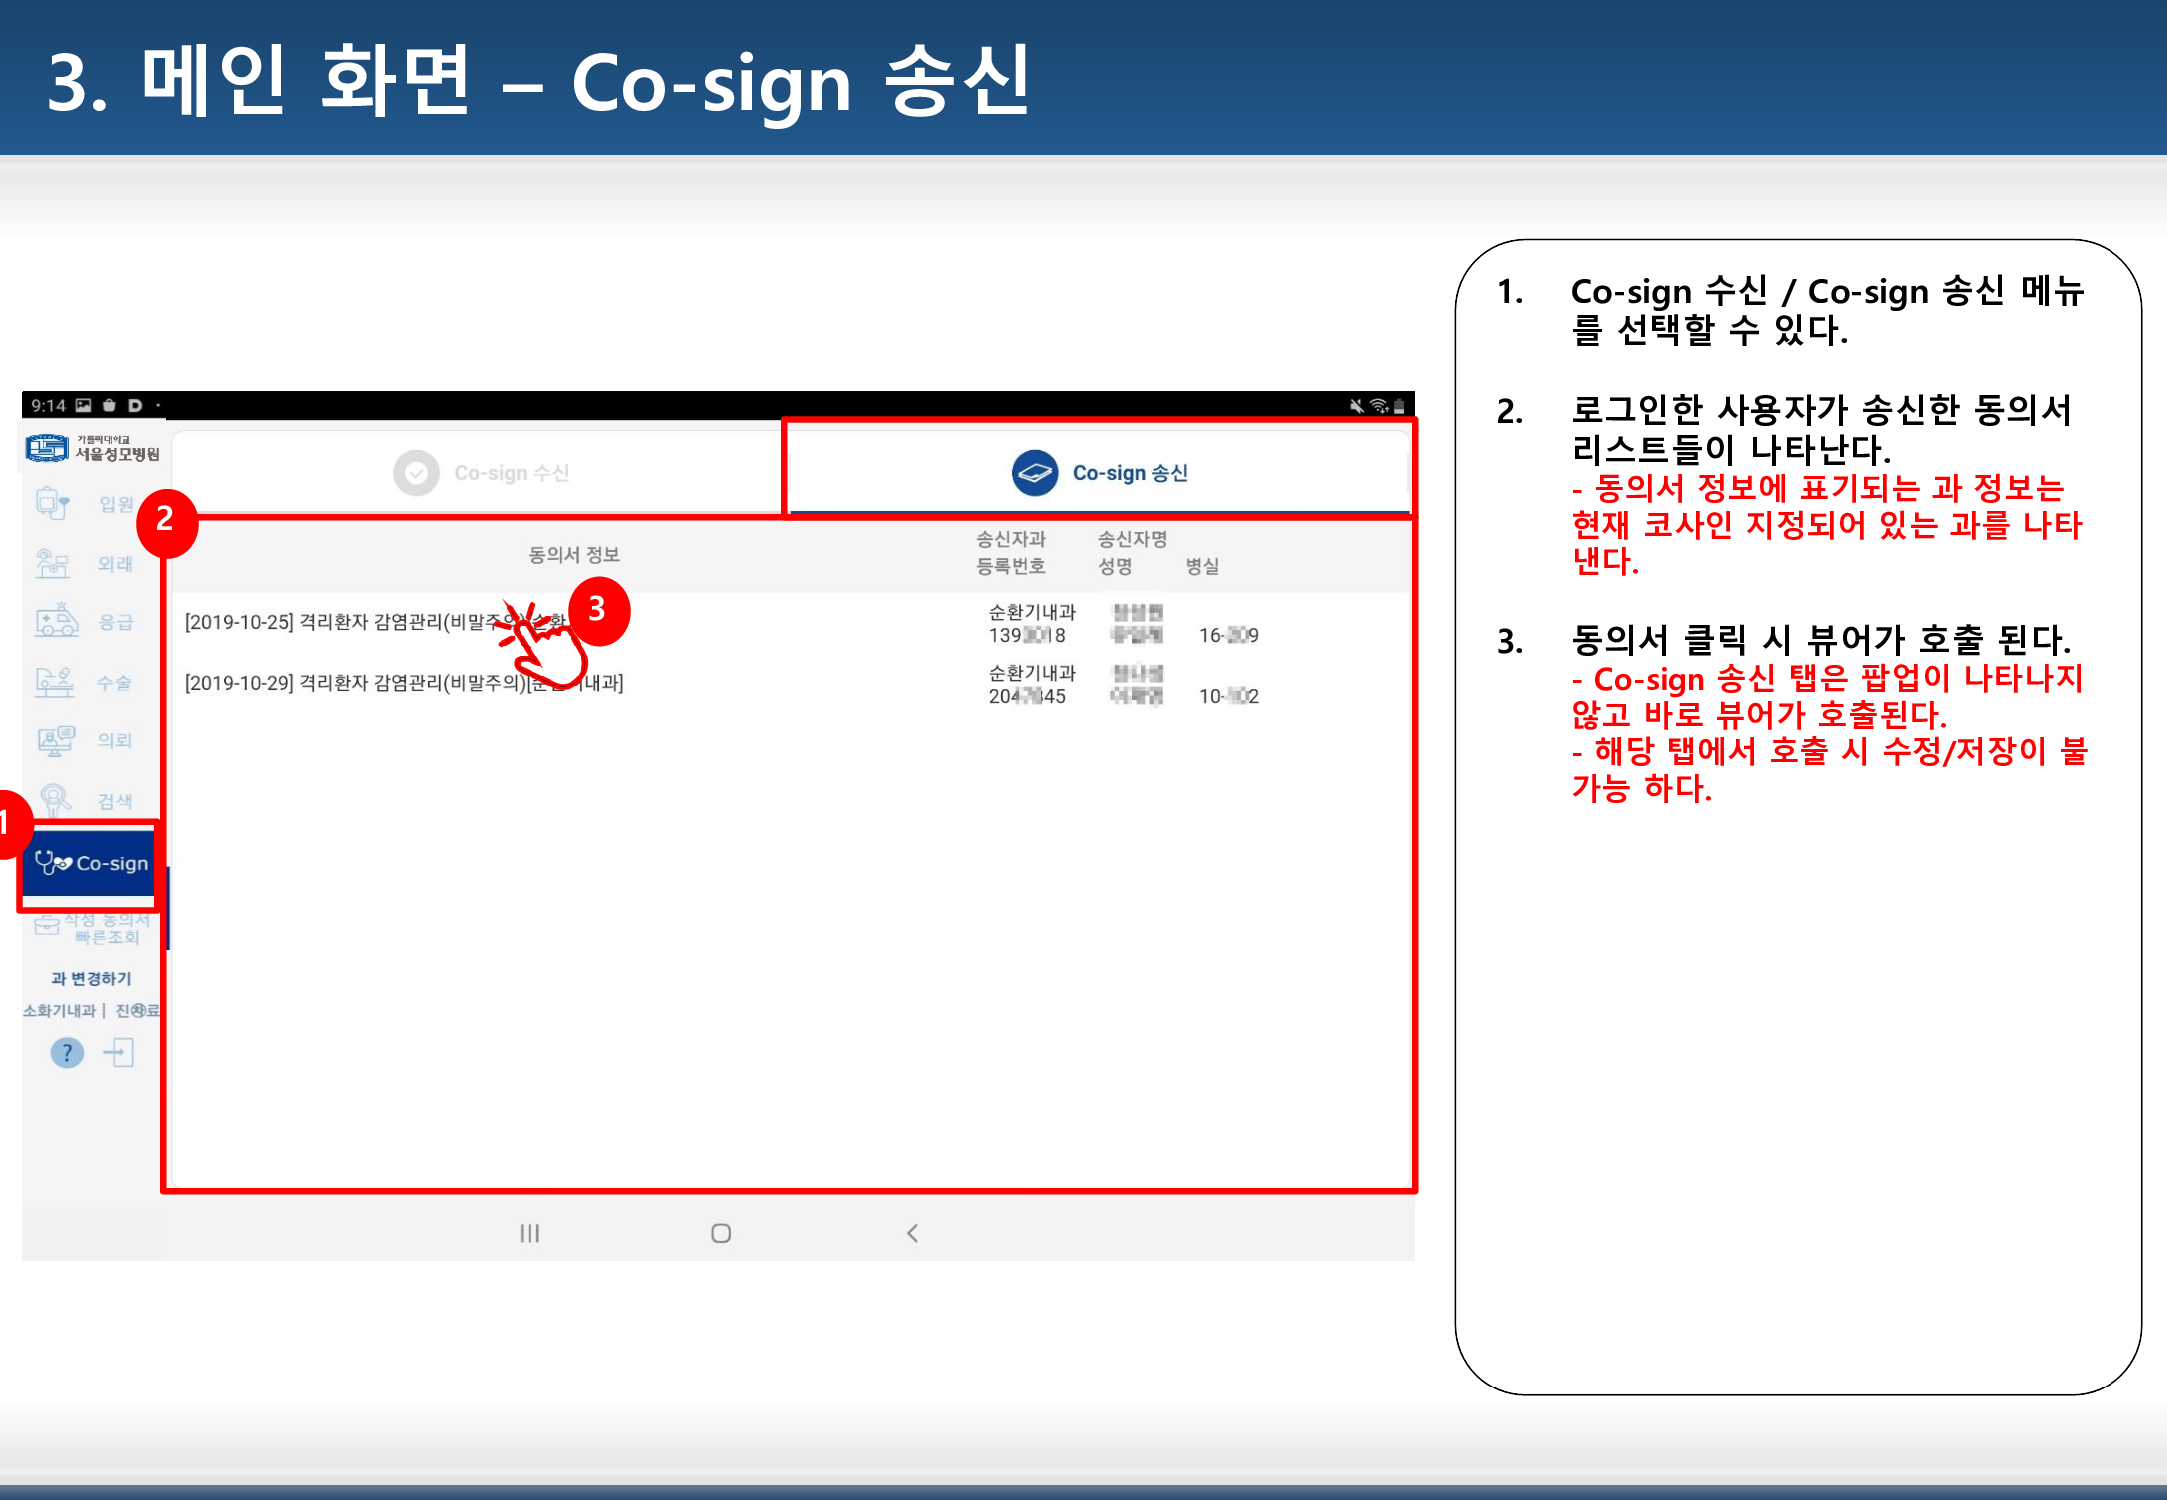 3. 메인 화면 – Co-sign 송신
9:14
가톨릭대학교
서울성모병원
입원
외래
응급
수술
의뢰
검색
1
Co-sign
작성 동의서
빠른조회
과 변경하기
소화기내과 |
?
Co-sign 수신
Co-sign 송신
2
동의서 정보
송신자과 송신자명
등록번호 성명 병실
3
[2019-10-25] 격리환자 감염관리(비말주의)
순환기내과
139 18 16- 9
[2019-10-29] 격리환자 감염관리(비말주의)[순환기내과]
순환기내과
204 45 10- 2
1. Co-sign 수신 / Co-sign 송신 메뉴
를 선택할 수 있다.
2. 로그인한 사용자가 송신한 동의서
리스트들이 나타난다.
- 동의서 정보에 표기되는 과 정보는
현재 코사인 지정되어 있는 과를 나타
낸다.
3. 동의서 클릭 시 뷰어가 호출 된다.
- Co-sign 송신 탭은 팝업이 나타나지
않고 바로 뷰어가 호출된다.
- 해당 탭에서 호출 시 수정/저장이 불
가능 하다.